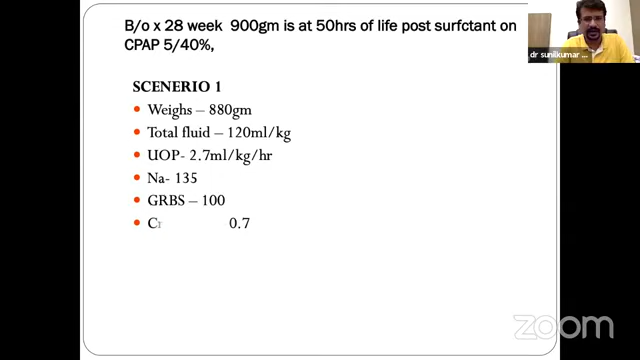 B/o x 28 week 900gm is at 50hrs of life post surfctant on
CPAP 5/40%,
dr sunilkumar ...
SCENERIO 1
• Weighs – 880gm
• Total fluid – 120ml/kg
• UOP- 2.7ml/kg/hr
• Na- 135
• GRBS – 100
• Cr 0.7
zoom